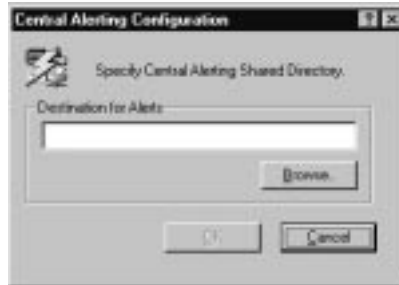 Central Alerting Configuration
? ×
Specify Central Alerting Shared Directory.
Destination for Alerts
Browse...
OK
Cancel